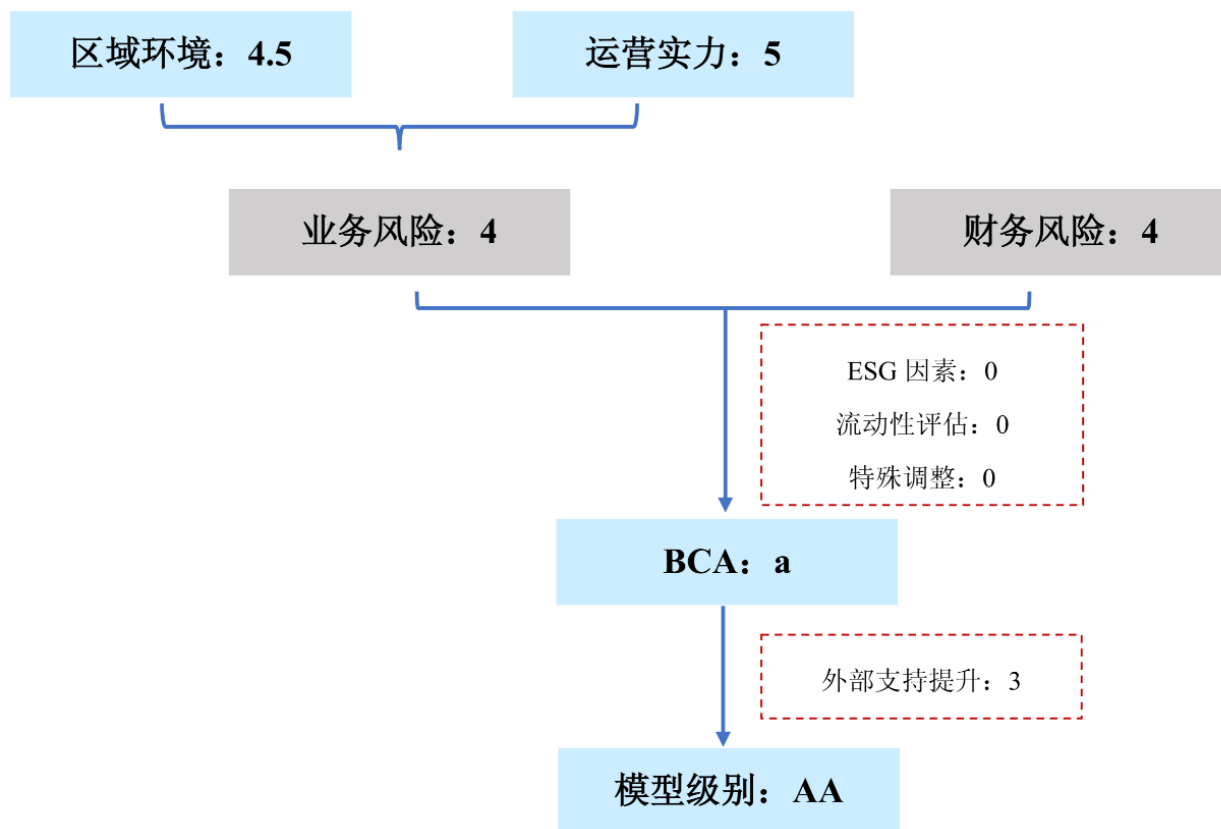 区域环境：4.5
运营实力：5
业务风险：4
财务风险：4
ESG 因素：0
流动性评估：0
特殊调整：0
BCA：a
外部支持提升：3
模型级别：AA